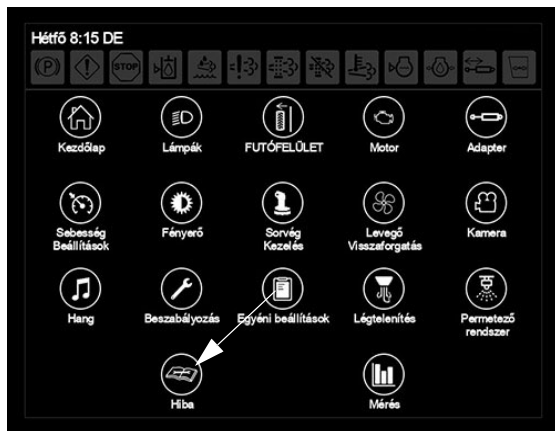 Hétfő 8:15 DE
(P) STOP
Kezdőlap Lámpák FUTÓFELÜLET Motor Adapter
Sebesség Fényerő Sorvég Levegő Kamera
Beállítások Kezelés Visszaforgatás
Hang Beszabályozás Egyéni beállítások Légtelenítés Permetező
rendszer
Hiba Mérés